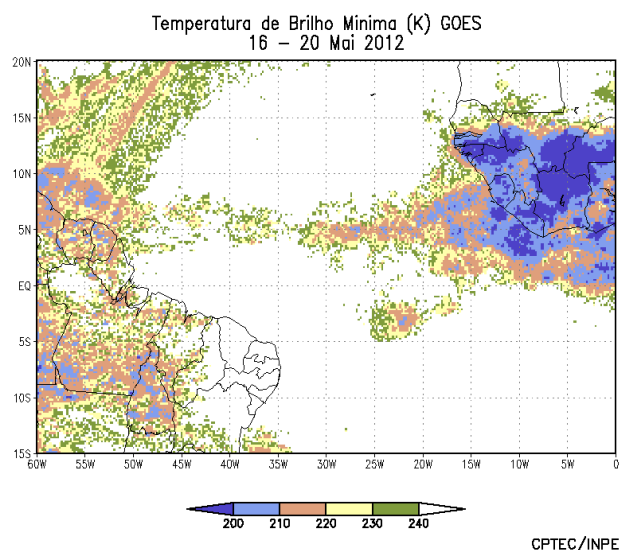 Temperatura de Brilho Minima (K) GOES
16 – 20 Mai 2012
20N
15N
10N
5N
EQ
5S
10S
15S
60W 55W 50W 45W 40W 35W 30W 25W 20W 15W 10W 5W 0
200 210 220 230 240
CPTEC/INPE